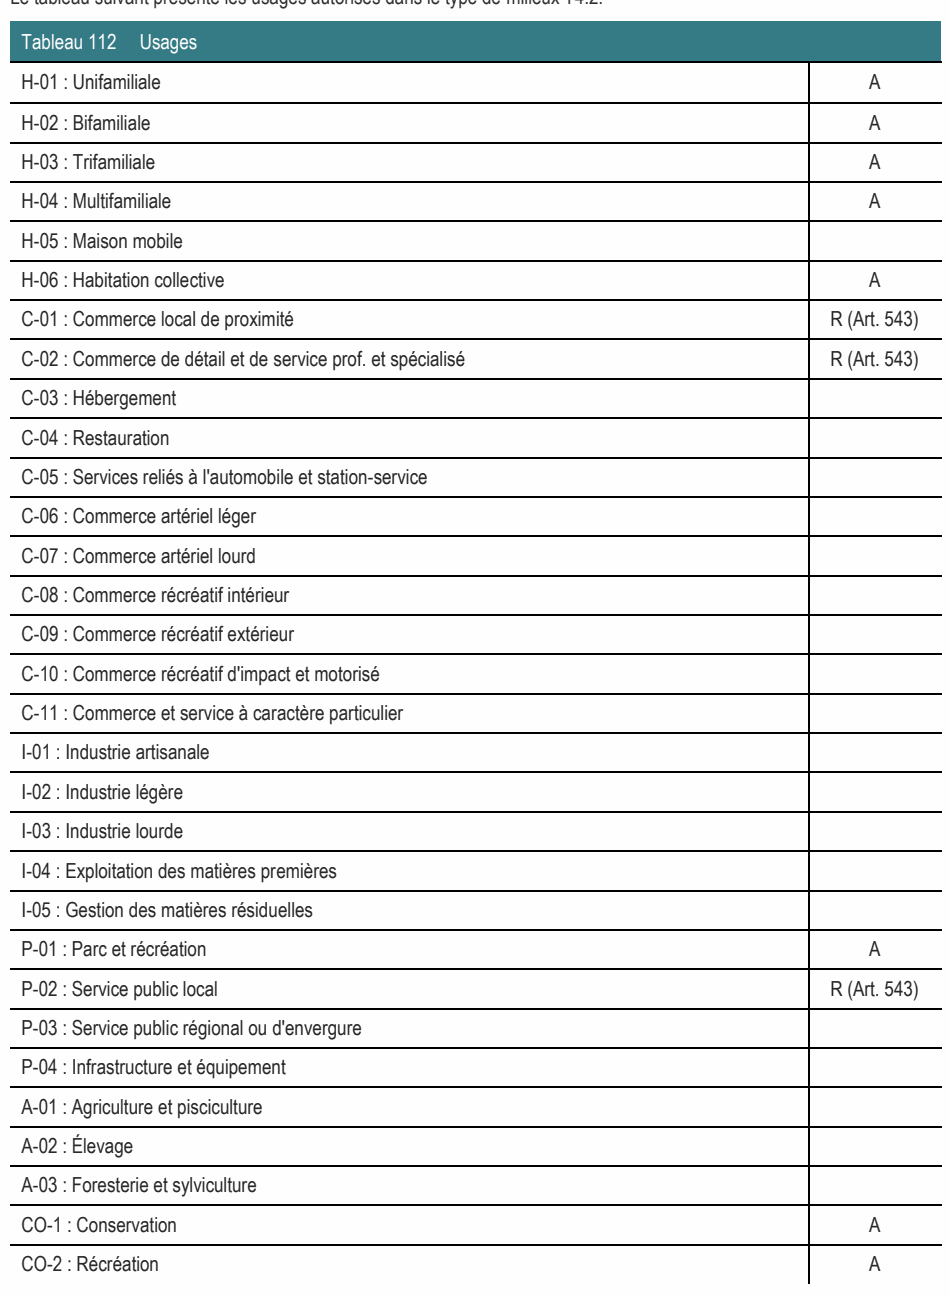 Le tableau suivant présente les usages autorisés dans le type de milieux T4.2.
Tableau 112 Usages
H-01 : Unifamiliale A
H-02 : Bifamiliale A
H-03 : Trifamiliale A
H-04 : Multifamiliale A
H-05 : Maison mobile
H-06 : Habitation collective A
C-01 : Commerce local de proximité R (Art. 543)
C-02 : Commerce de détail et de service prof. et spécialisé R (Art. 543)
C-03 : Hébergement
C-04 : Restauration
C-05 : Services reliés à l'automobile et station-service
C-06 : Commerce artériel léger
C-07 : Commerce artériel lourd
C-08 : Commerce récréatif intérieur
C-09 : Commerce récréatif extérieur
C-10 : Commerce récréatif d'impact et motorisé
C-11 : Commerce et service à caractère particulier
I-01 : Industrie artisanale
I-02 : Industrie légère
I-03 : Industrie lourde
I-04 : Exploitation des matières premières
I-05 : Gestion des matières résiduelles
P-01 : Parc et récréation A
P-02 : Service public local R (Art. 543)
P-03 : Service public régional ou d'envergure
P-04 : Infrastructure et équipement
A-01 : Agriculture et pisciculture
A-02 : Élevage
A-03 : Foresterie et sylviculture
CO-1 : Conservation A
CO-2 : Récréation A